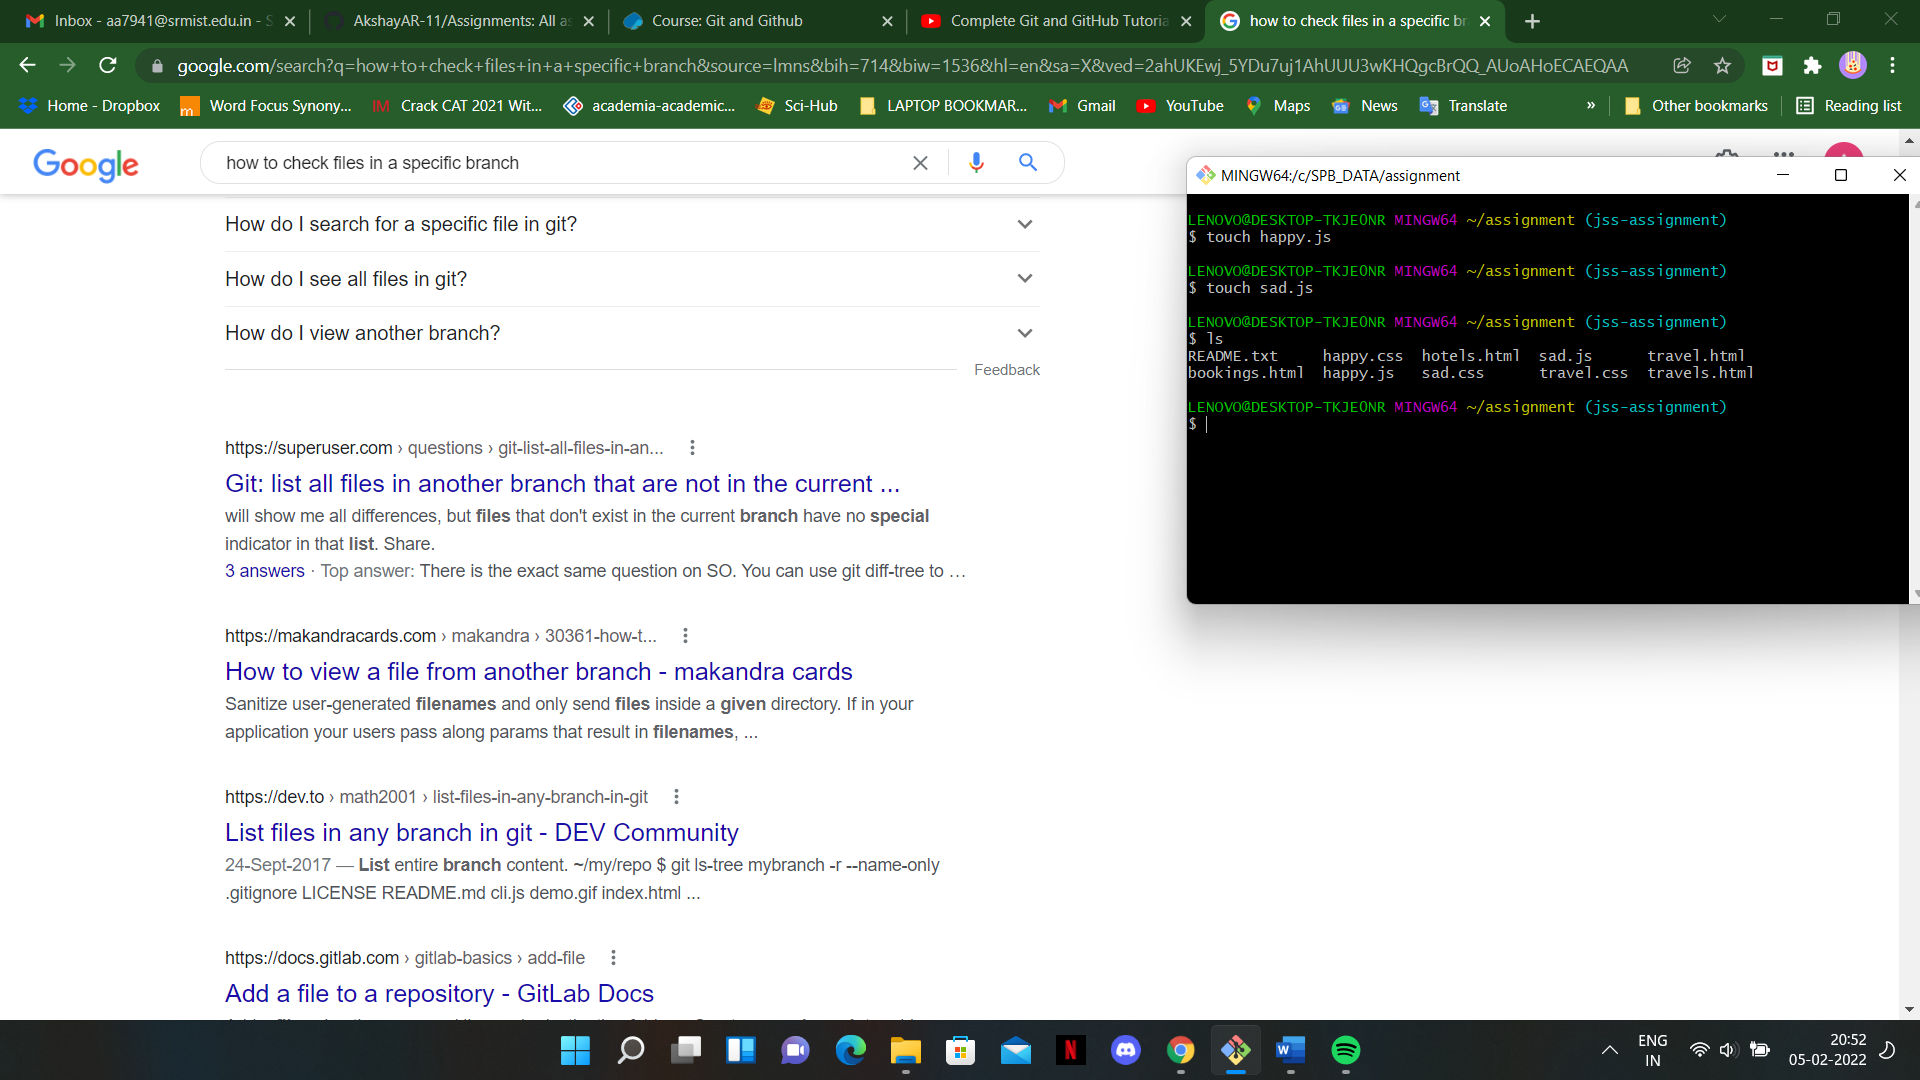 Inbox - aa7941@srmist.edu.in - S
AkshayAR-11/Assignments: All as
Course: Git and Github
Complete Git and GitHub Tutoria
how to check files in a specific br
google.com/search?q=how+to+check+files+in+a+specific+branch&source=lmns&bih=714&biw=1536&hl=en&sa=X&ved=2ahUKEwj_5YDu7uj1AhUUU3wKHQgcBrQQ_AUoAHoECAEQAA
Home - Dropbox
Word Focus Synony...
Crack CAT 2021 Wit...
academia-academic...
Sci-Hub
LAPTOP BOOKMAR...
Gmail
YouTube
Maps
News
Translate
»
Other bookmarks
Reading list
Google
how to check files in a specific branch
How do I search for a specific file in git?
How do I see all files in git?
How do I view another branch?
Feedback
https://superuser.com › questions › git-list-all-files-in-an...
Git: list all files in another branch that are not in the current ...
will show me all differences, but files that don't exist in the current branch have no special
indicator in that list. Share.
3 answers · Top answer: There is the exact same question on SO. You can use git diff-tree to …
https://makandracards.com › makandra › 30361-how-t...
How to view a file from another branch - makandra cards
Sanitize user-generated filenames and only send files inside a given directory. If in your
application your users pass along params that result in filenames, ...
https://dev.to › math2001 › list-files-in-any-branch-in-git
List files in any branch in git - DEV Community
24-Sept-2017 — List entire branch content. ~/my/repo $ git ls-tree mybranch -r --name-only
.gitignore LICENSE README.md cli.js demo.gif index.html ...
https://docs.gitlab.com › gitlab-basics › add-file
Add a file to a repository - GitLab Docs
MINGW64:/c/SPB_DATA/assignment
LENOVO@DESKTOP-TKJE0NR MINGW64 ~/assignment (jss-assignment)
$ touch happy.js
LENOVO@DESKTOP-TKJE0NR MINGW64 ~/assignment (jss-assignment)
$ touch sad.js
LENOVO@DESKTOP-TKJE0NR MINGW64 ~/assignment (jss-assignment)
$ ls
README.txt happy.css hotels.html sad.js travel.html
bookings.html happy.js sad.css travel.css travels.html
LENOVO@DESKTOP-TKJE0NR MINGW64 ~/assignment (jss-assignment)
$
ENG
IN
20:52
05-02-2022